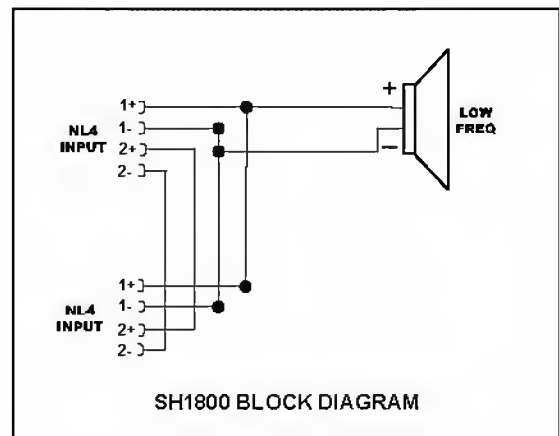 1+
1-
2+
2-
NL4
INPUT
+
−
LOW
FREQ
1+
1-
2+
2-
NL4
INPUT
SH1800 BLOCK DIAGRAM